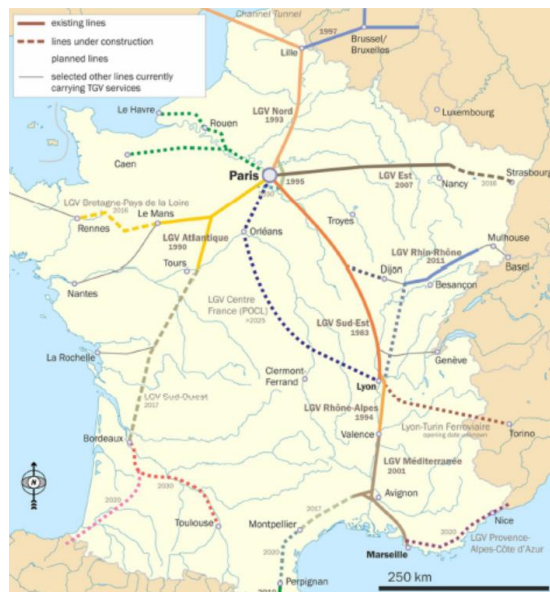 existing lines
lines under construction
planned lines
selected other lines currently
carrying TGV services
Channel Tunnel
1997
Brussel/
Bruxelles
Lille
Le Havre
Rouen
LGV Nord
1993
Luxembourg
Caen
Paris
1995
LGV Est
2007
Strasbourg
2016
Nancy
LGV Bretagne-Pays de la Loire
2016
Le Mans
Rennes
Troyes
Orléans
LGV Atlantique
1990
Tours
LGV Rhin-Rhône
2011
Mulhouse
Basel
Dijon
Besançon
Nantes
LGV Centre
France (POCL)
>2025
LGV Sud-Est
1983
La Rochelle
Genève
Clermont
Ferrand
Lyon
LGV Sud-Ouest
2017
LGV Rhône-Alpes
1994
Lyon-Turin Ferroviaire
opening date unknown
Torino
Valence
Bordeaux
LGV Méditerranée
2001
N
2020
2030
Avignon
Toulouse
Montpellier
2017
Nice
2020
LGV Provence-
Alpes-Côte d'Azur
Marseille
2020
Perpignan
2010
250 km